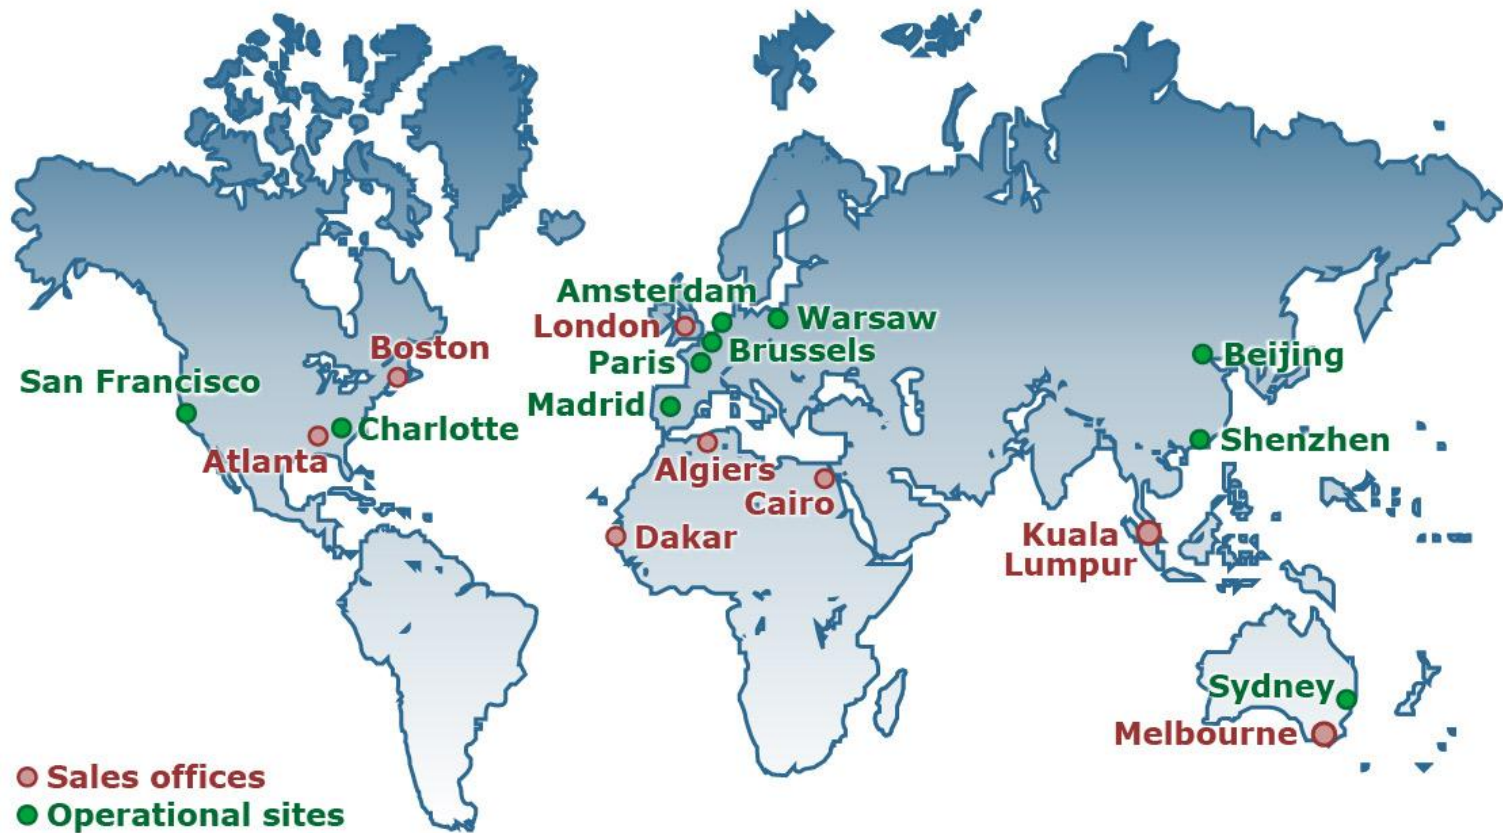 Amsterdam
London
Warsaw
Boston
Paris
Brussels
Beijing
San Francisco
Madrid
Charlotte
Shenzhen
Atlanta
Algiers
Cairo
Dakar
Kuala
Lumpur
Sydney
Melbourne
Sales offices
Operational sites